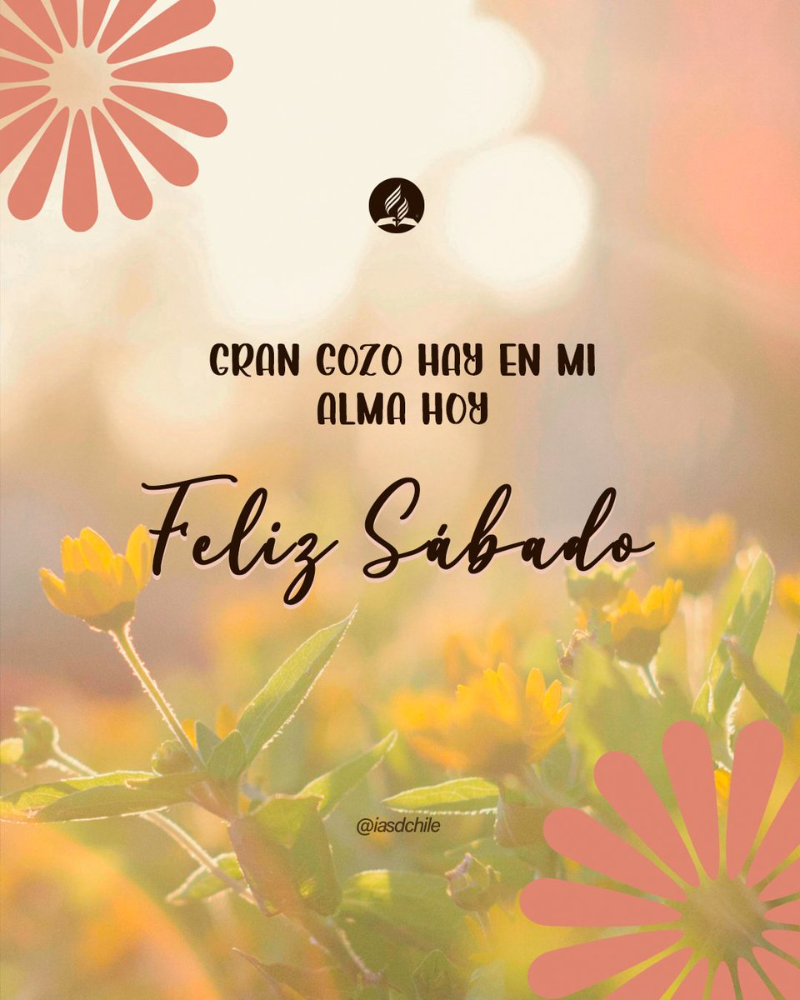 GRAN GOZO HAY EN MI
ALMA HOY
Feliz Sábado
@iasdchile